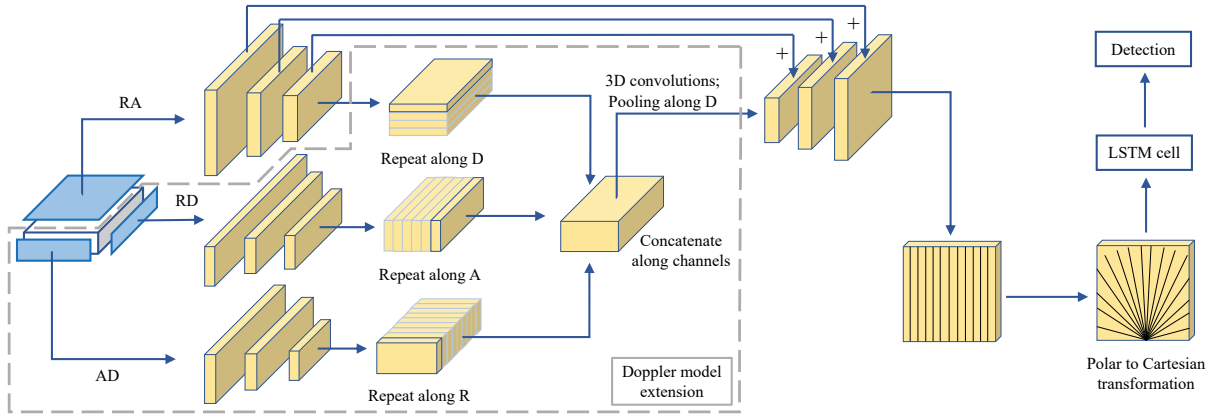 RA
RD
AD
Repeat along D
Repeat along A
Repeat along R
3D convolutions;
Pooling along D
Concatenate
along channels
Doppler model
extension
+
+
+
Detection
LSTM cell
Polar to Cartesian
transformation